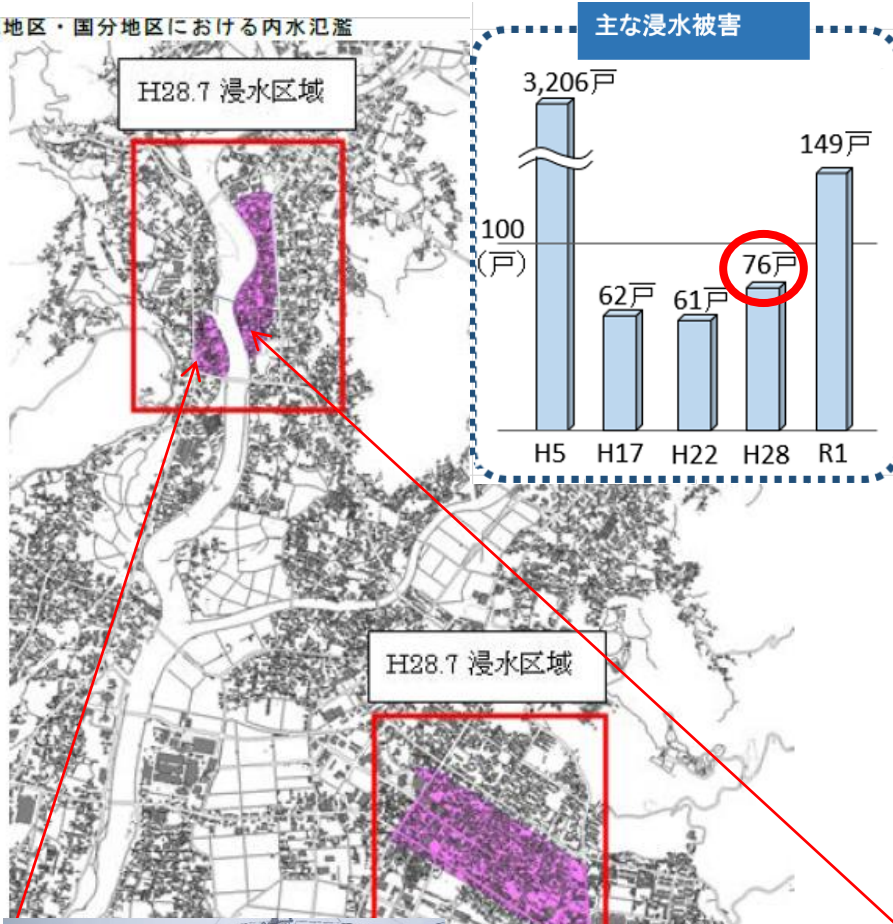 地区・国分地区における内水氾濫
H28.7 浸水区域
主な浸水被害
3,206戸
149戸
100
(戸)
76戸
62戸
61戸
H5
H17
H22
H28
R1
H28.7 浸水区域